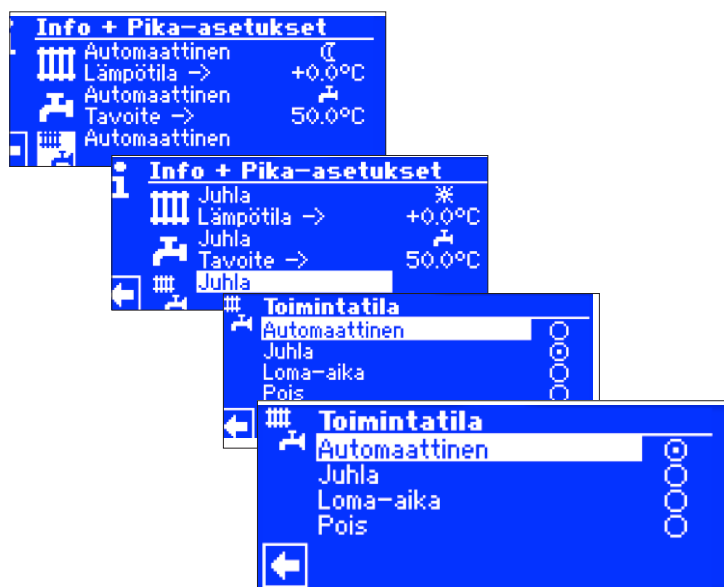 Info + Pika-asetukset
Automaattinen
Lämpötila -> +0.0°C
Automaattinen
Tavoite -> 50.0°C
Automaattinen
Info + Pika-asetukset
Juhla
Lämpötila -> +0.0°C
Juhla
Tavoite -> 50.0°C
Juhla
Toimintatila
Automaattinen
Juhla
Loma-aika
Pois
Toimintatila
Automaattinen
Juhla
Loma-aika
Pois